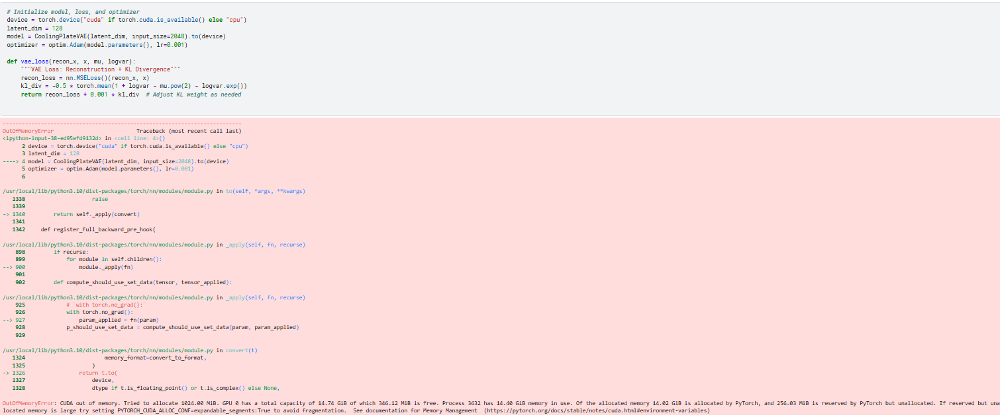 # Initialize model, loss, and optimizer
device = torch.device("cuda" if torch.cuda.is_available() else "cpu")
latent_dim = 128
model = CoolingPlateVAE(latent_dim, input_size=2048).to(device)
optimizer = optim.Adam(model.parameters(), lr=0.001)
def vae_loss(recon_x, x, mu, logvar):
    """VAE Loss: Reconstruction + KL Divergence"""
    recon_loss = nn.MSELoss()(recon_x, x)
    kl_div = -0.5 * torch.mean(1 + logvar - mu.pow(2) - logvar.exp())
    return recon_loss + 0.001 * kl_div  # Adjust KL weight as needed
---------------------------------------------------------------------------
OutOfMemoryError                          Traceback (most recent call last)
<ipython-input-38-ed95efd9132d> in <cell line: 4>()
      2 device = torch.device("cuda" if torch.cuda.is_available() else "cpu")
      3 latent_dim = 128
----> 4 model = CoolingPlateVAE(latent_dim, input_size=2048).to(device)
      5 optimizer = optim.Adam(model.parameters(), lr=0.001)
      6
/usr/local/lib/python3.10/dist-packages/torch/nn/modules/module.py in to(self, *args, **kwargs)
   1338                     raise
   1339
-> 1340         return self._apply(convert)
   1341
   1342     def register_full_backward_pre_hook(
/usr/local/lib/python3.10/dist-packages/torch/nn/modules/module.py in _apply(self, fn, recurse)
    898         if recurse:
    899             for module in self.children():
--> 900                 module._apply(fn)
    901
    902         def compute_should_use_set_data(tensor, tensor_applied):
/usr/local/lib/python3.10/dist-packages/torch/nn/modules/module.py in _apply(self, fn, recurse)
    925             # `with torch.no_grad():`
    926             with torch.no_grad():
--> 927                 param_applied = fn(param)
    928             p_should_use_set_data = compute_should_use_set_data(param, param_applied)
    929
/usr/local/lib/python3.10/dist-packages/torch/nn/modules/module.py in convert(t)
   1324                         memory_format=convert_to_format,
   1325                     )
-> 1326                 return t.to(
   1327                     device,
   1328                     dtype if t.is_floating_point() or t.is_complex() else None,
OutOfMemoryError: CUDA out of memory. Tried to allocate 1024.00 MiB. GPU 0 has a total capacity of 14.74 GiB of which 346.12 MiB is free. Process 3632 has 14.40 GiB memory in use. Of the allocated memory 14.02 GiB is allocated by PyTorch, and 256.03 MiB is reserved by PyTorch but unallocated. If reserved but una
located memory is large try setting PYTORCH_CUDA_ALLOC_CONF=expandable_segments:True to avoid fragmentation.  See documentation for Memory Management  (https://pytorch.org/docs/stable/notes/cuda.html#environment-variables)